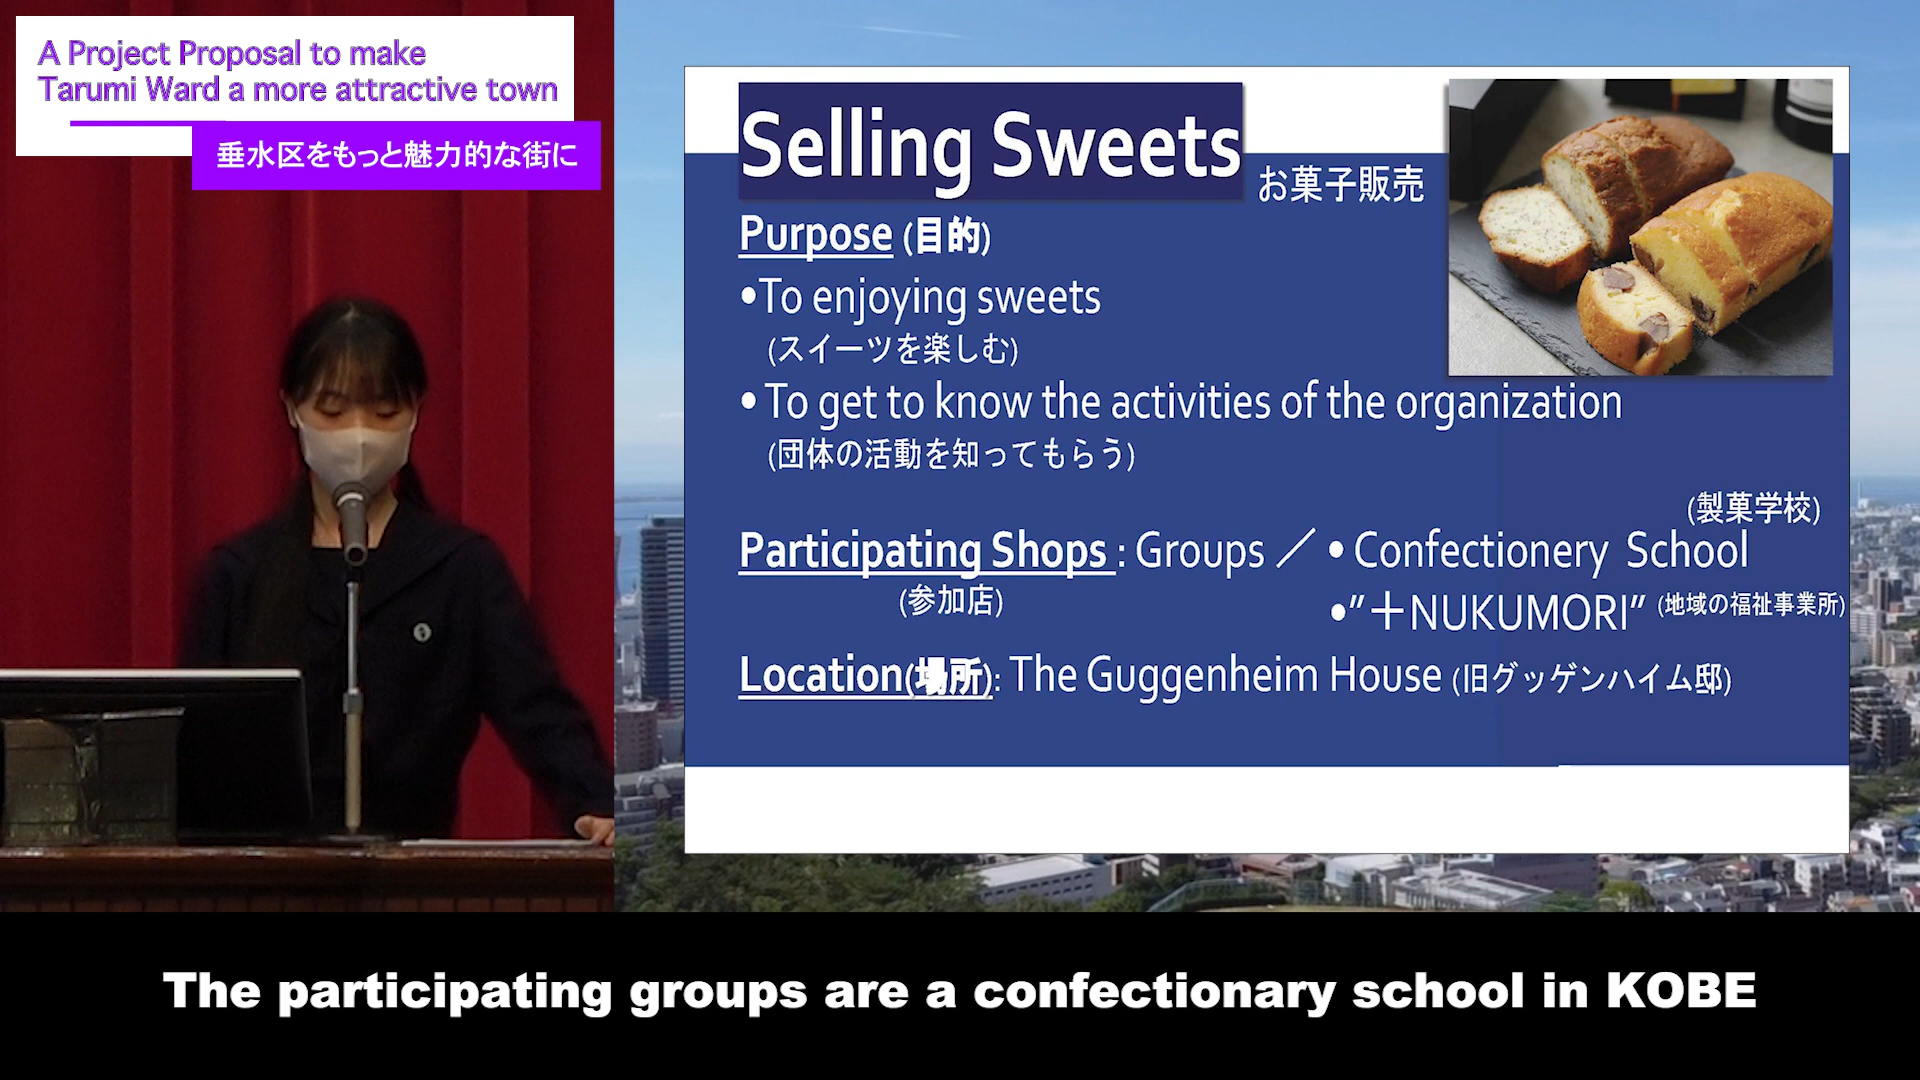 A Project Proposal to make
Tarumi Ward a more attractive town
垂水区をもっと魅力的な街に
Selling Sweets お菓子販売
Purpose (目的)
•To enjoying sweets
(スイーツを楽しむ)
• To get to know the activities of the organization
(団体の活動を知ってもらう)
(製菓学校)
Participating Shops : Groups ／ • Confectionery School
(参加店)
•”＋NUKUMORI” (地域の福祉事業所)
Location(場所): The Guggenheim House (旧グッゲンハイム邸)
The participating groups are a confectionary school in KOBE